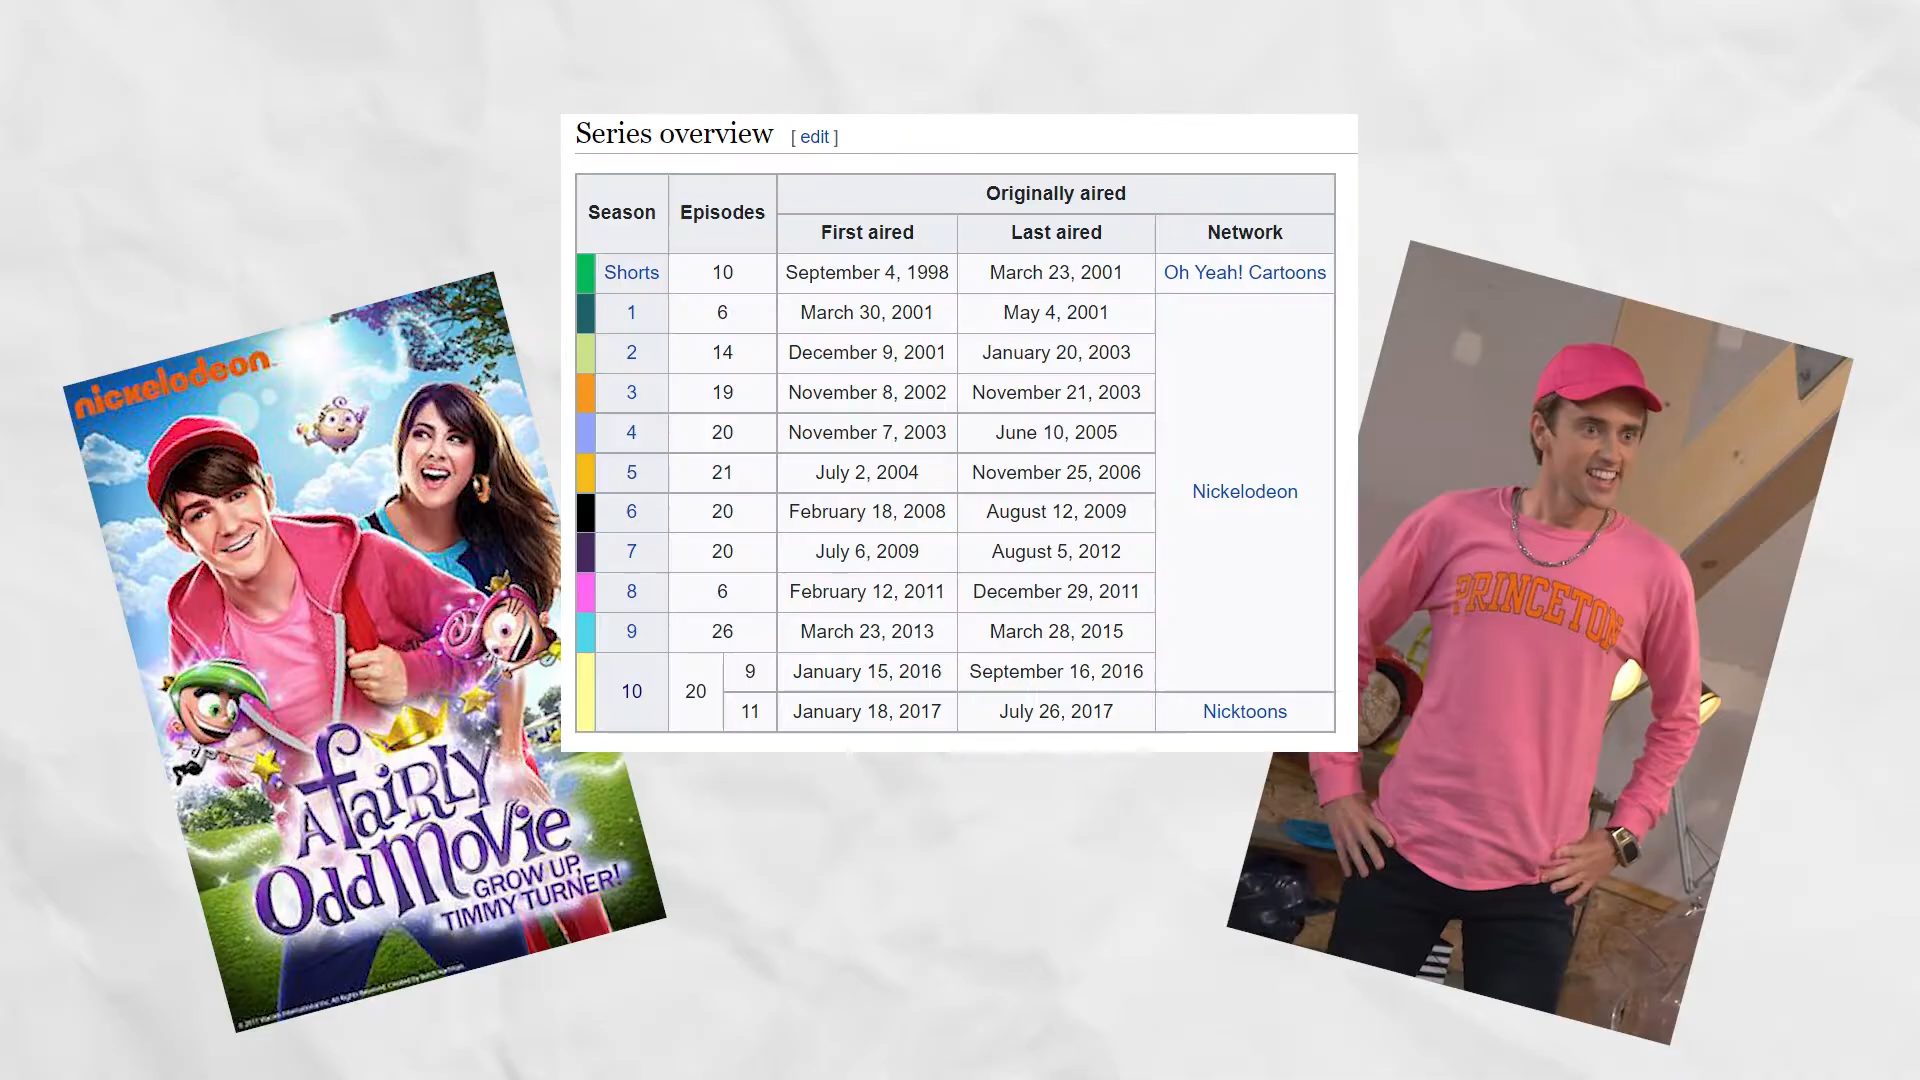 Series overview [ edit ]
Season Episodes Originally aired
First aired Last aired Network
Shorts 10 September 4, 1998 March 23, 2001 Oh Yeah! Cartoons
1 6 March 30, 2001 May 4, 2001
2 14 December 9, 2001 January 20, 2003
3 19 November 8, 2002 November 21, 2003
4 20 November 7, 2003 June 10, 2005
5 21 July 2, 2004 November 25, 2006
Nickelodeon
6 20 February 18, 2008 August 12, 2009
7 20 July 6, 2009 August 5, 2012
8 6 February 12, 2011 December 29, 2011
9 26 March 23, 2013 March 28, 2015
10 20 9 January 15, 2016 September 16, 2016
11 January 18, 2017 July 26, 2017 Nicktoons
nickelodeon
A fairly
Odd Movie
GROW UP,
TIMMY TURNER!
PRINCETON